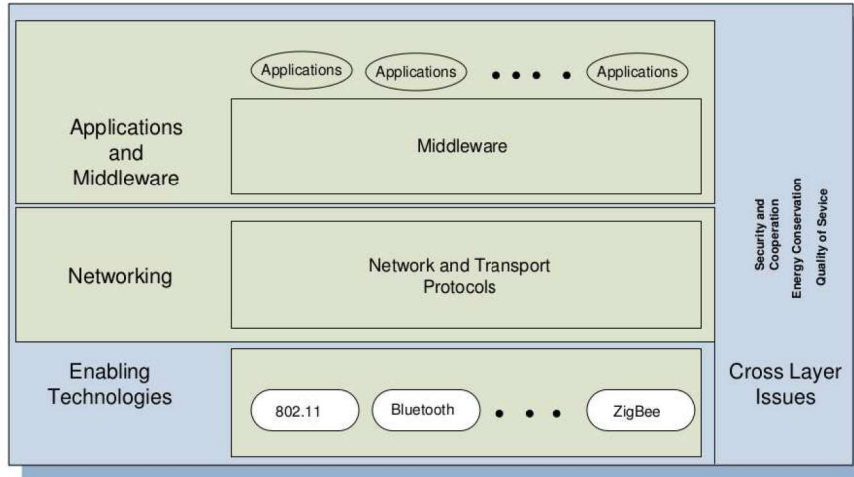 Applications
Applications
Applications
Applications
and
Middleware
Middleware
Networking
Network and Transport
Protocols
Enabling
Technologies
802.11
Bluetooth
ZigBee
Security and
Cooperation
Energy Conservation
Quality of Sevice
Cross Layer
Issues